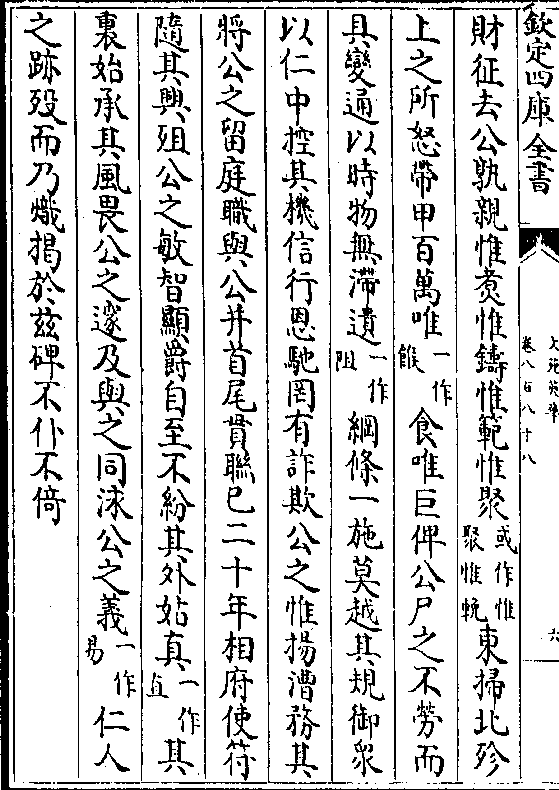 欽定四庫全書
文苑英華
卷八百八十八
六
財征去公孰親惟煑惟鑄惟範惟聚或作惟聚惟輓東掃北殄
上之所怒帶甲百萬唯一作餼食唯巨俾公尸之不勞而
具變通以時物無滯遺一作阻綱條一施莫越其規御衆
以仁中控其機信行恩馳罔有詐欺公之惟揚漕務其
將公之留庭職與公并首尾貫聯已二十年相府使符
隨其興殂公之敏智顯爵自至不紛其外姑真一作直其
裏始承其風畏公之邃及與之同洙公之義一作易仁人
之跡歿而乃熾揭於兹碑不仆不倚